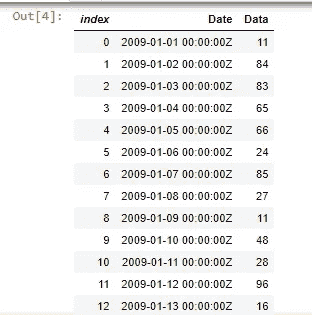 Out[4]:
index Date Data
0 2009-01-01 00:00:00Z 11
1 2009-01-02 00:00:00Z 84
2 2009-01-03 00:00:00Z 83
3 2009-01-04 00:00:00Z 65
4 2009-01-05 00:00:00Z 66
5 2009-01-06 00:00:00Z 24
6 2009-01-07 00:00:00Z 85
7 2009-01-08 00:00:00Z 27
8 2009-01-09 00:00:00Z 11
9 2009-01-10 00:00:00Z 48
10 2009-01-11 00:00:00Z 28
11 2009-01-12 00:00:00Z 96
12 2009-01-13 00:00:00Z 16